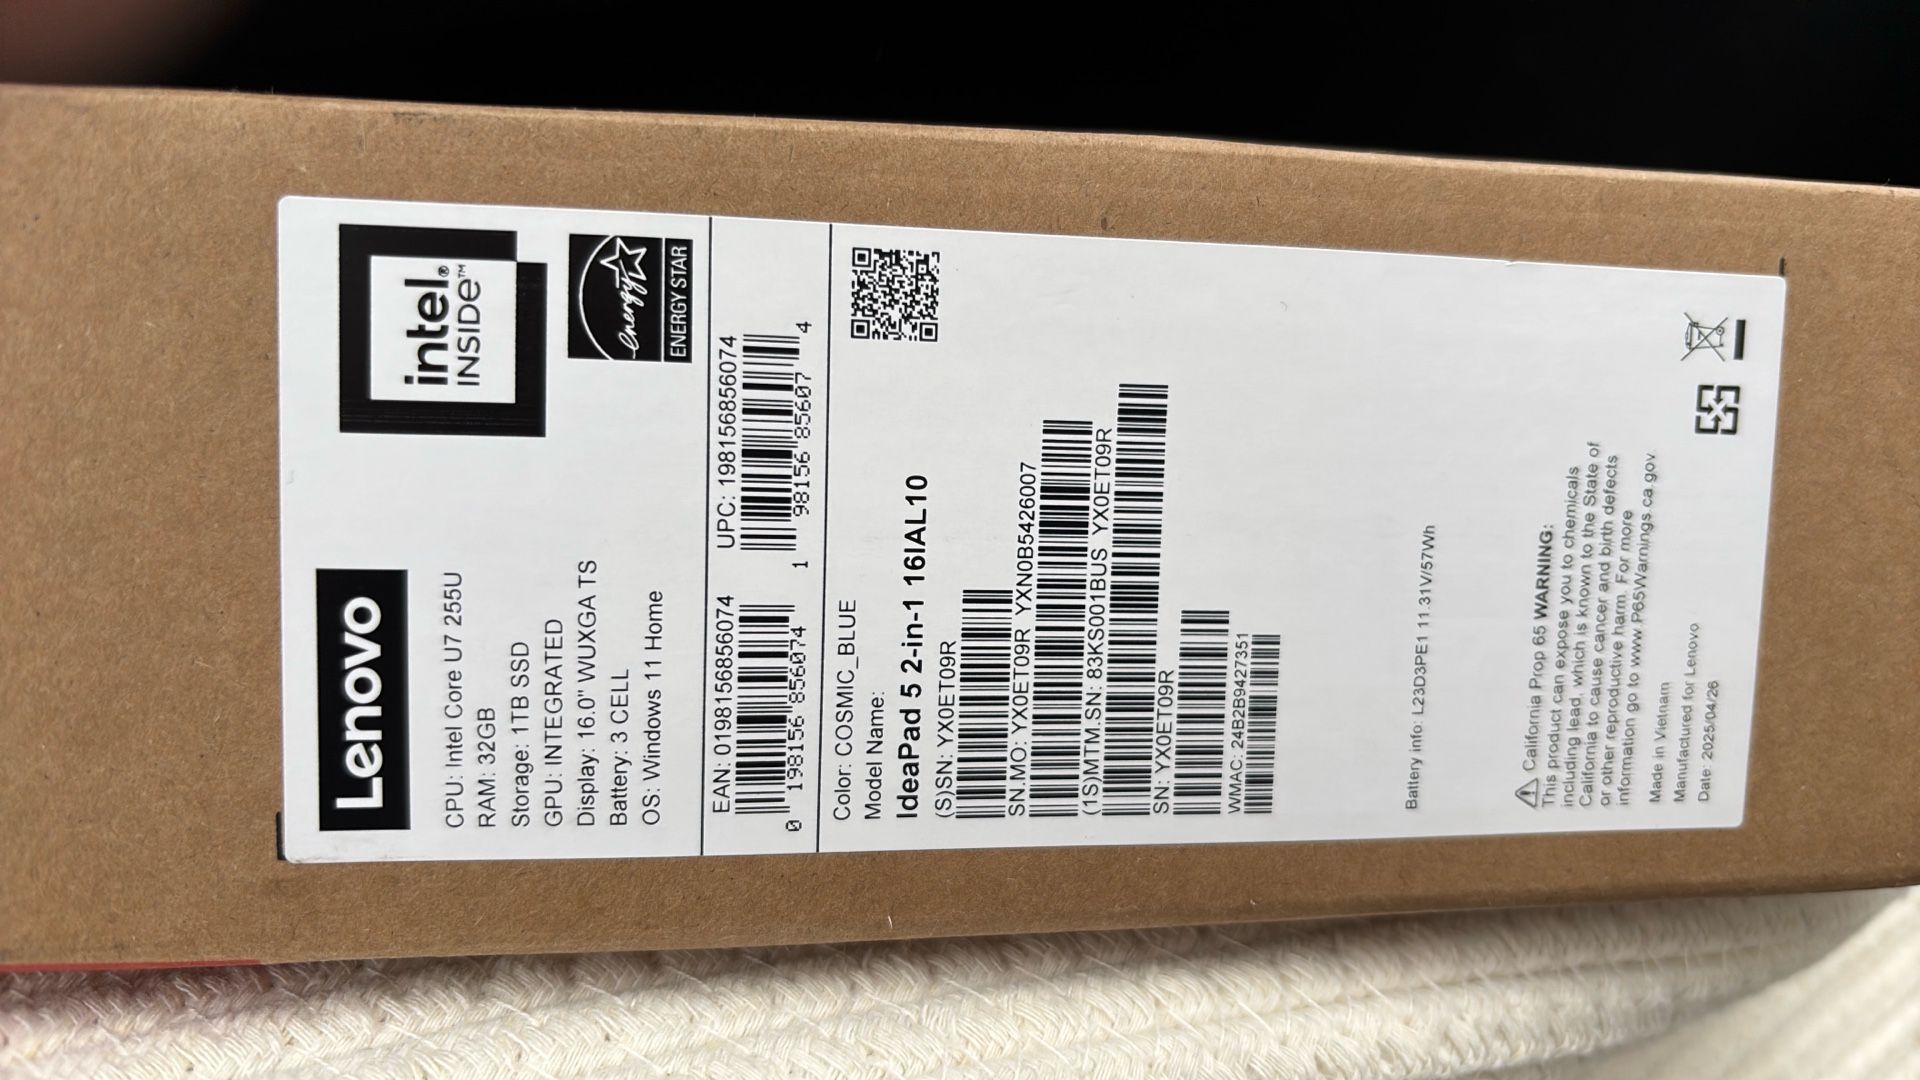 Lenovo
intel®
INSIDE™
CPU: Intel Core U7 255U
RAM: 32GB
Storage: 1TB SSD
GPU: INTEGRATED
Display: 16.0" WUXGA TS
Battery: 3 CELL
OS: Windows 11 Home
energy
ENERGY STAR
EAN: 0198156856074
0 198156 856074
UPC: 198156856074
1 98156 85607 4
Color: COSMIC_BLUE
Model Name:
IdeaPad 5 2-in-1 16IAL10
(S)SN: YX0ET09R
SN.MO: YX0ET09R YXN0B5426007
(1S)MTM.SN: 83KS001BUS YX0ET09R
SN: YX0ET09R
WMAC: 24B2B9427351
Battery info: L23D3PE1 11.31V/57Wh
California Prop 65 WARNING:
This product can expose you to chemicals
including lead, which is known to the State of
California to cause cancer and birth defects
or other reproductive harm. For more
information go to www.P65Warnings.ca.gov.
Made in Vietnam
Manufactured for Lenovo
Date: 2025/04/26